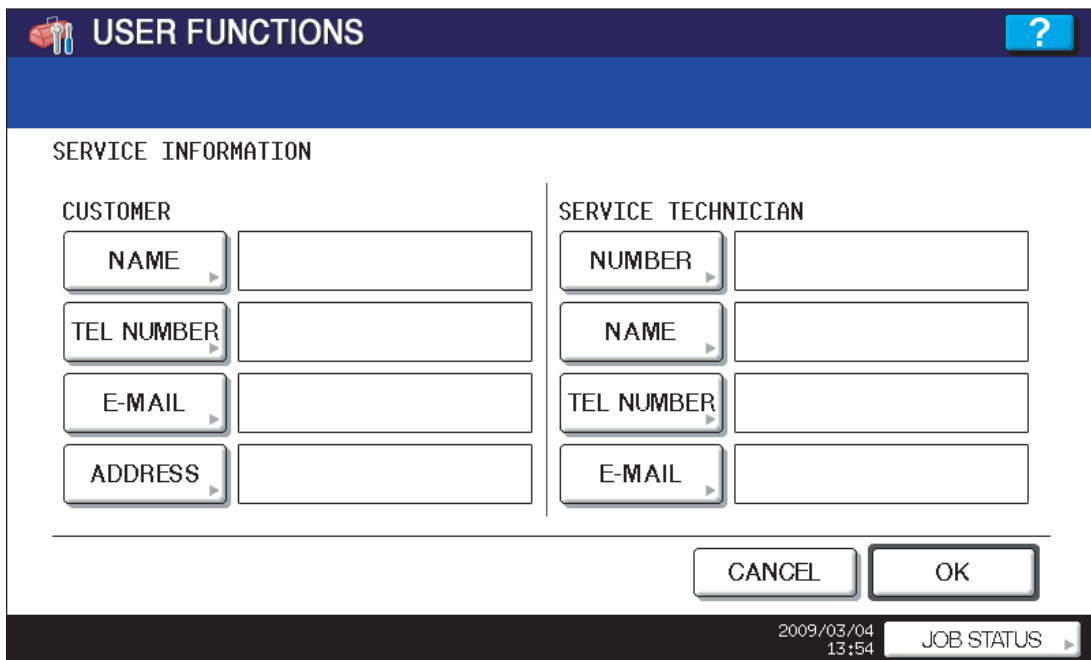 USER FUNCTIONS
?
SERVICE INFORMATION
CUSTOMER
NAME
TEL NUMBER
E-MAIL
ADDRESS
SERVICE TECHNICIAN
NUMBER
NAME
TEL NUMBER
E-MAIL
CANCEL
OK
2009/03/04
13:54
JOB STATUS